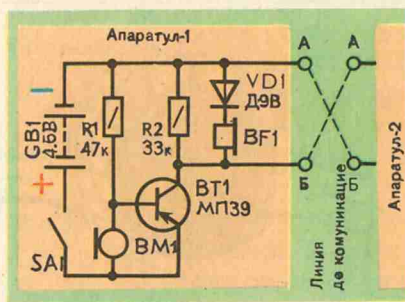 Апаратул-1
А
А
GB1
4.5В
R1
47к
R2
33к
VD1
Д9В
BF1
BT1
МП39
BM1
SA1
Б
Б
Линия
де комуникацие
Апаратул-2